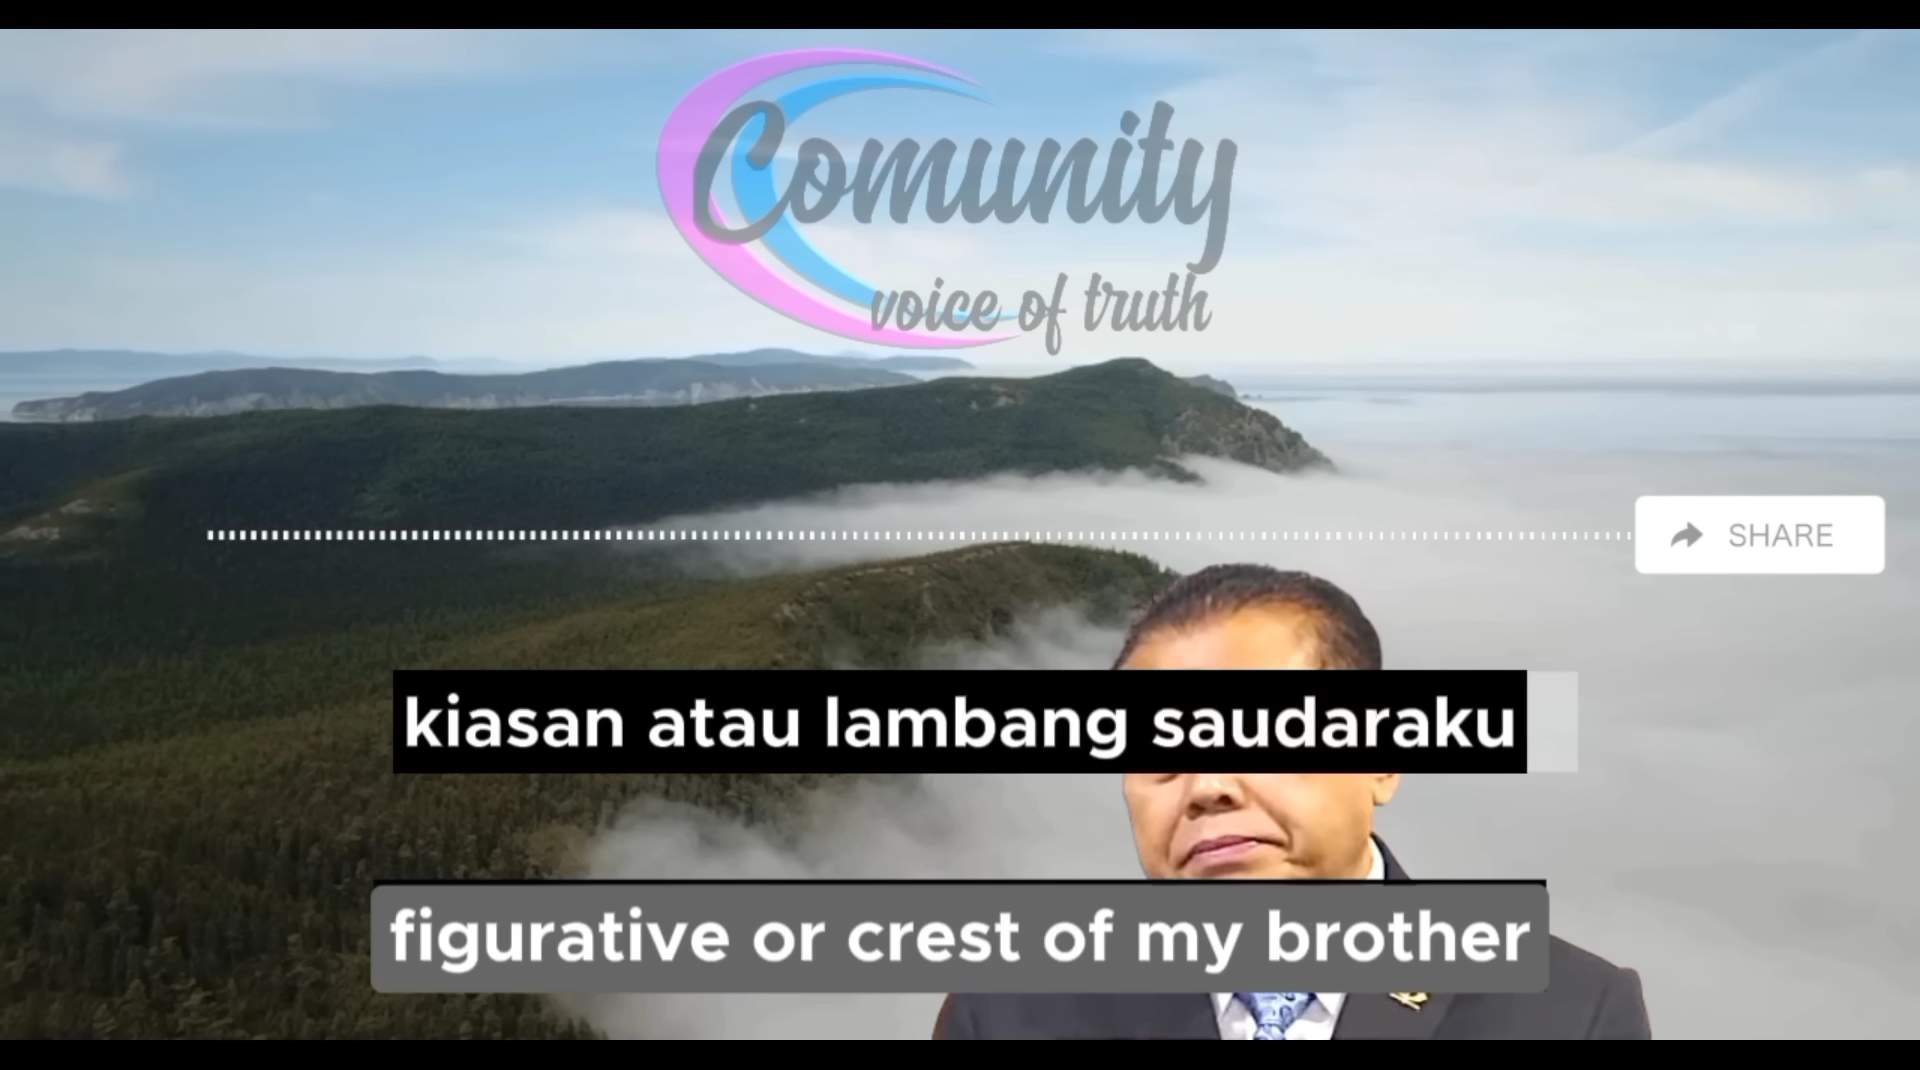 Comunity
voice of truth
SHARE
kiasan atau lambang saudaraku
figurative or crest of my brother